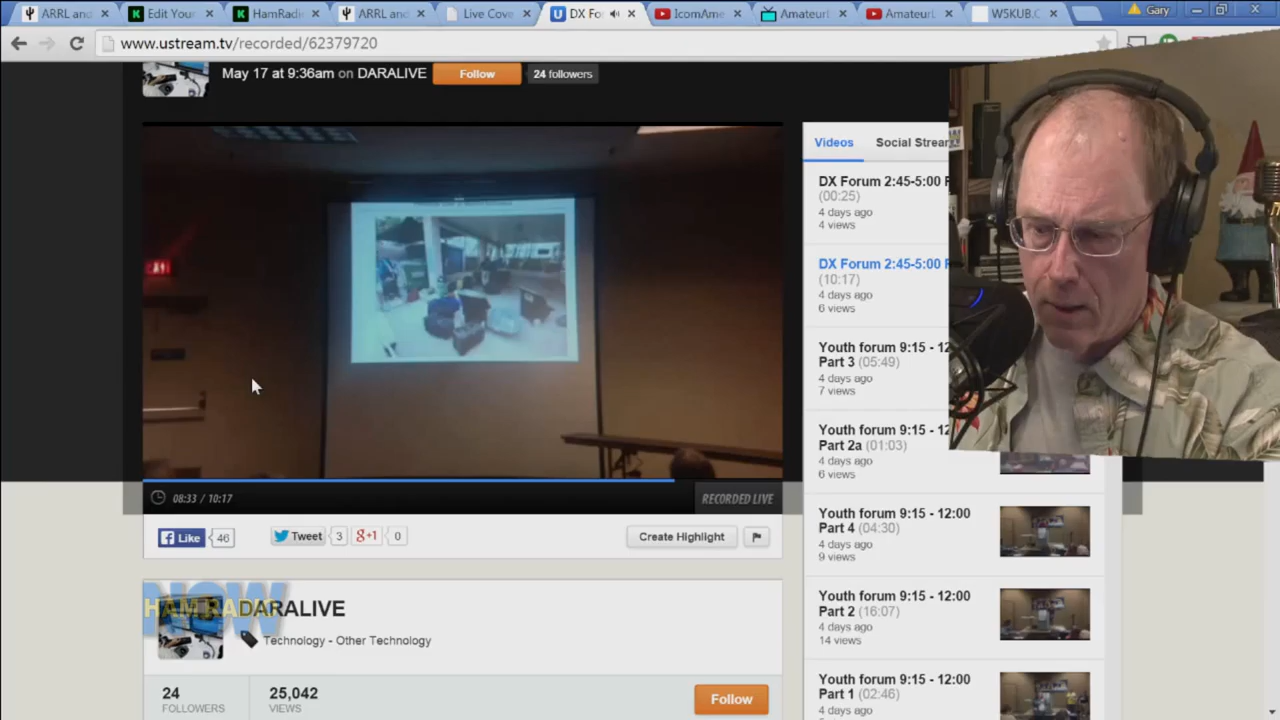 ARRL and
Edit Your
HamRadio
ARRL and
Live Cove
DX Fo
IcomAme
Amateur
Amateur
W5KUB.C
Gary
www.ustream.tv/recorded/62379720
May 17 at 9:36am on DARALIVE
Follow
24 followers
Videos
Social Stream
DX Forum 2:45-5:00 P
(00:25)
4 days ago
4 views
DX Forum 2:45-5:00 P
(10:17)
4 days ago
6 views
Youth forum 9:15 - 12:
Part 3 (05:49)
4 days ago
7 views
Youth forum 9:15 - 12:
Part 2a (01:03)
4 days ago
6 views
Youth forum 9:15 - 12:00
Part 4 (04:30)
4 days ago
9 views
Youth forum 9:15 - 12:00
Part 2 (16:07)
4 days ago
14 views
Youth forum 9:15 - 12:00
Part 1 (02:46)
4 days ago
08:33 / 10:17
RECORDED LIVE
Like
46
Tweet
3
g+1
0
Create Highlight
HAM RADIO
NOW
DARALIVE
Technology - Other Technology
24
FOLLOWERS
25,042
VIEWS
Follow